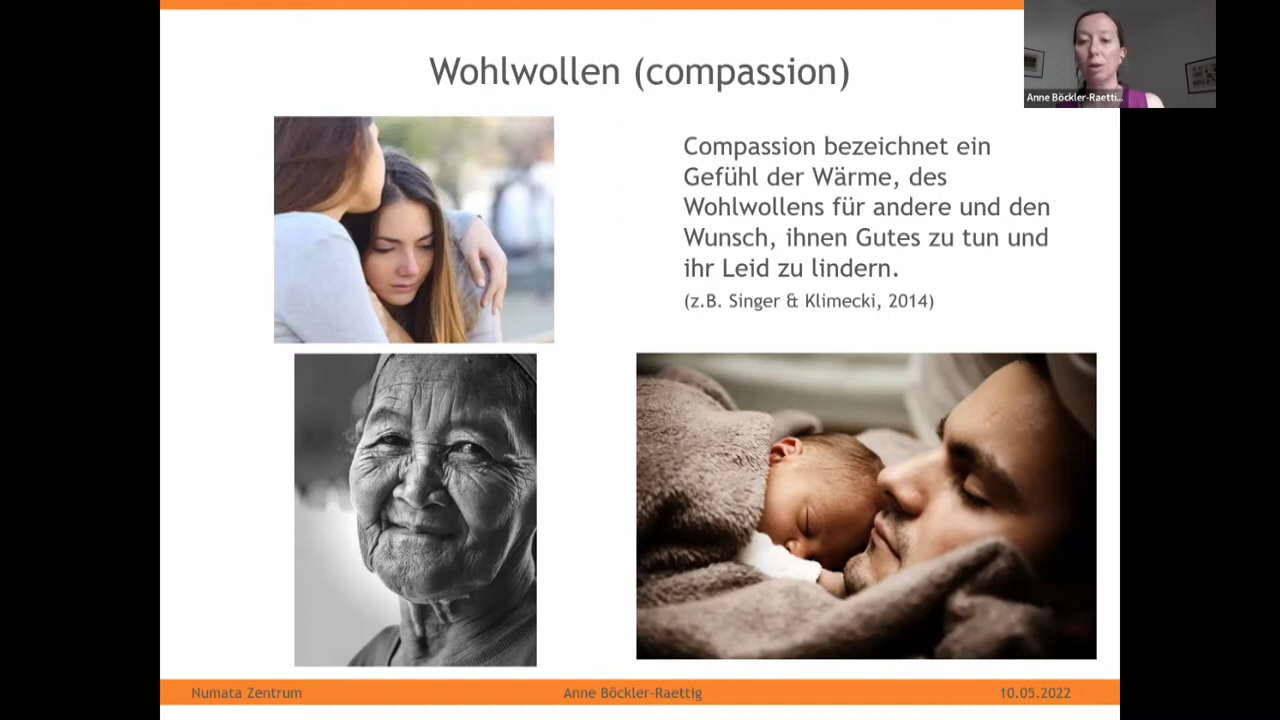 Wohlwollen (compassion)
Anne Böckler-Raetti...
Compassion bezeichnet ein
Gefühl der Wärme, des
Wohlwollens für andere und den
Wunsch, ihnen Gutes zu tun und
ihr Leid zu lindern.
(z.B. Singer & Klimecki, 2014)
Numata Zentrum
Anne Böckler-Raettig
10.05.2022